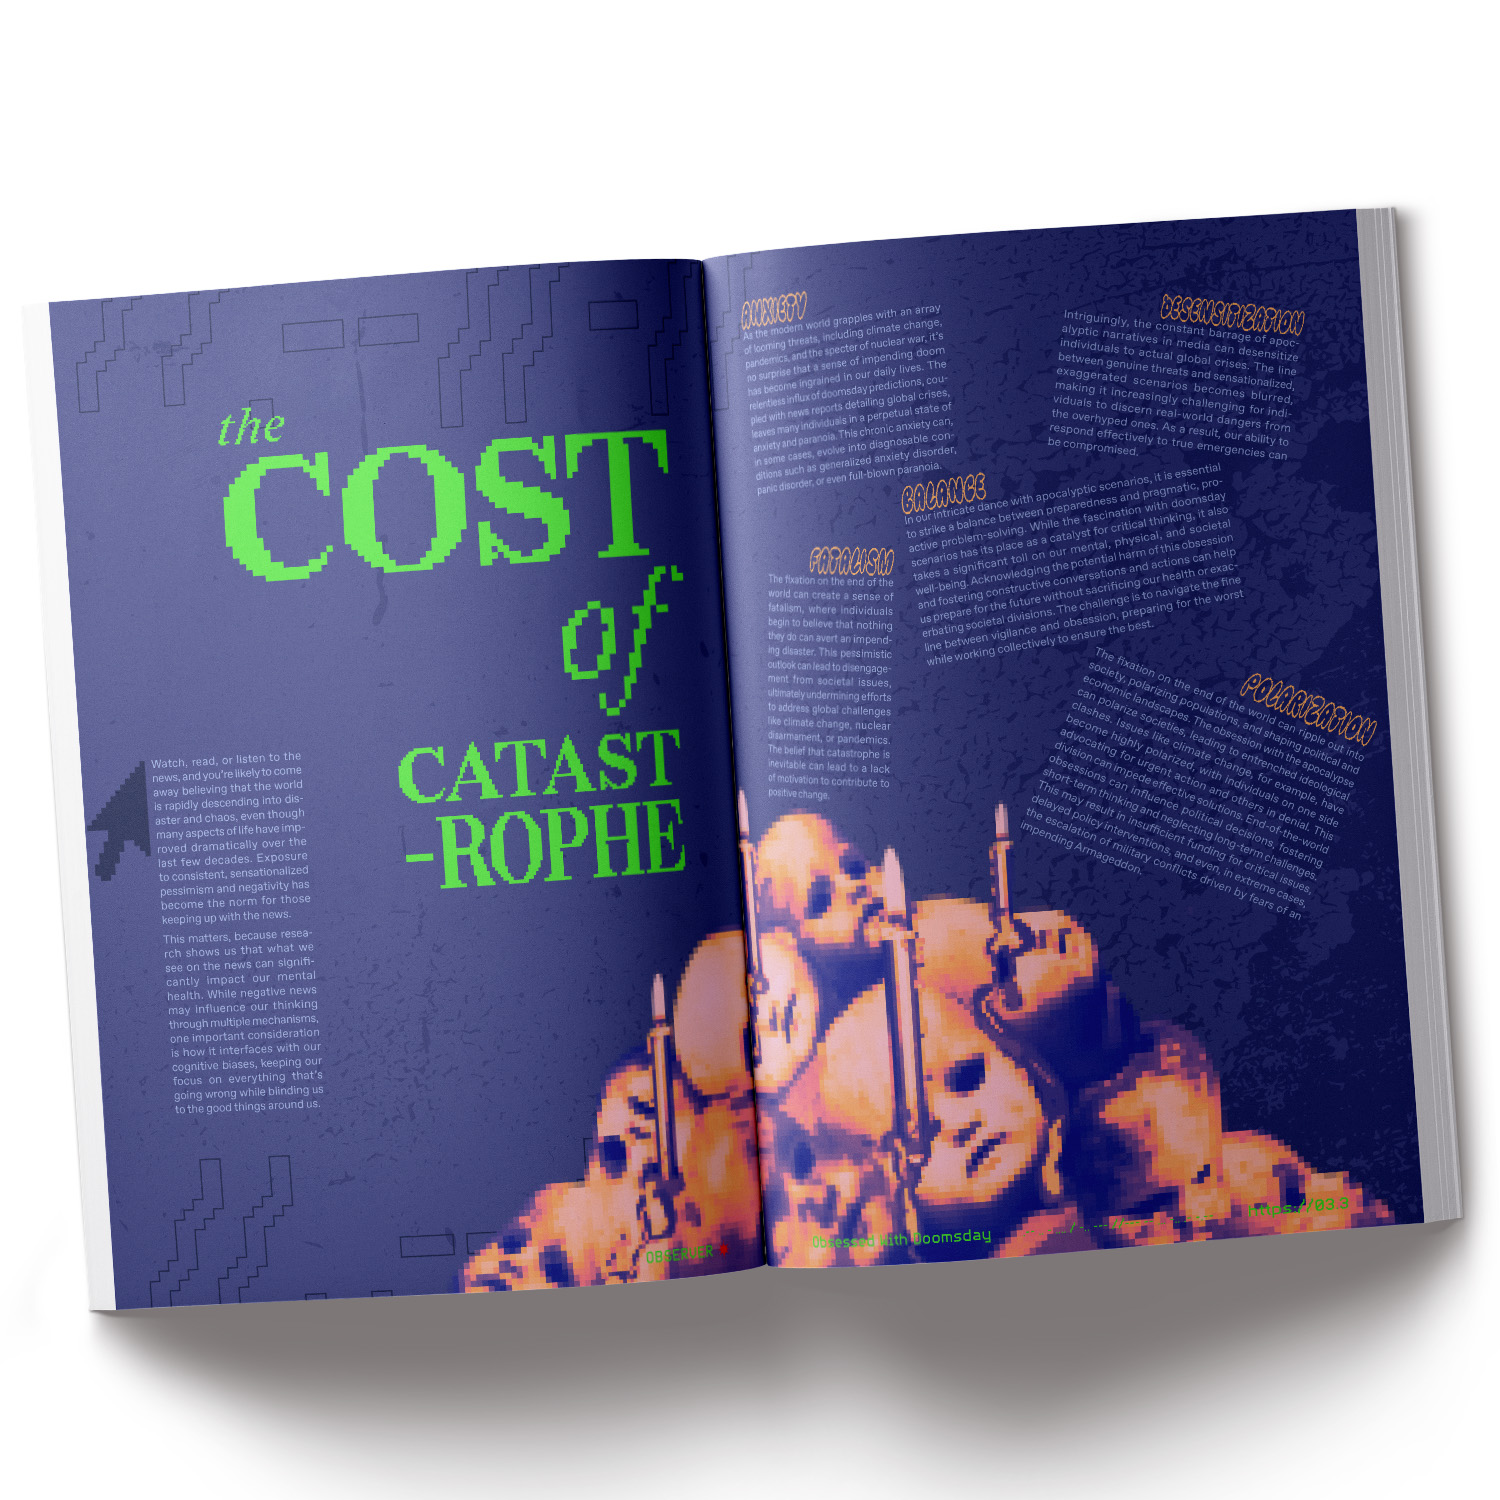 the
COST
of
CATAST
-ROPHE
Watch, read, or listen to the
news, and you're likely to come
away believing that the world
is rapidly descending into dis-
aster and chaos, even though
many aspects of life have imp-
roved dramatically over the
last few decades. Exposure
to consistent, sensationalized
pessimism and negativity has
become the norm for those
keeping up with the news.
This matters, because resea-
rch shows us that what we
see on the news can signifi-
cantly impact our mental
health. While negative news
may influence our thinking
through multiple mechanisms,
one important consideration
is how it interfaces with our
cognitive biases, keeping our
focus on everything that's
going wrong while blinding us
to the good things around us.
OBSERVER
ANXIETY
As the modern world grapples with an array
of looming threats, including climate change,
pandemics, and the specter of nuclear war, it's
no surprise that a sense of impending doom
has become ingrained in our daily lives. The
relentless influx of doomsday predictions, cou-
pled with news reports detailing global crises,
leaves many individuals in a perpetual state of
anxiety and paranoia. This chronic anxiety can,
in some cases, evolve into diagnosable con-
ditions such as generalized anxiety disorder,
panic disorder, or even full-blown paranoia.
DESENSITIZATION
Intriguingly, the constant barrage of apoc-
alyptic narratives in media can desensitize
individuals to actual global crises. The line
between genuine threats and sensationalized,
exaggerated scenarios becomes blurred,
making it increasingly challenging for indi-
viduals to discern real-world dangers from
the overhyped ones. As a result, our ability to
respond effectively to true emergencies can
be compromised.
BALANCE
In our intricate dance with apocalyptic scenarios, it is essential
to strike a balance between preparedness and pragmatic, pro-
active problem-solving. While the fascination with doomsday
scenarios has its place as a catalyst for critical thinking, it also
takes a significant toll on our mental, physical, and societal
well-being. Acknowledging the potential harm of this obsession
and fostering constructive conversations and actions can help
us prepare for the future without sacrificing our health or exac-
erbating societal divisions. The challenge is to navigate the fine
line between vigilance and obsession, preparing for the worst
while working collectively to ensure the best.
FATALISM
The fixation on the end of the
world can create a sense of
fatalism, where individuals
begin to believe that nothing
they do can avert an impend-
ing disaster. This pessimistic
outlook can lead to disengage-
ment from societal issues,
ultimately undermining efforts
to address global challenges
like climate change, nuclear
disarmament, or pandemics.
The belief that catastrophe is
inevitable can lead to a lack
of motivation to contribute to
positive change.
POLARIZATION
The fixation on the end of the world can ripple out into
society, polarizing populations, and shaping political and
economic landscapes. The obsession with the apocalypse
can polarize societies, leading to entrenched ideological
clashes. Issues like climate change, for example, have
become highly polarized, with individuals on one side
advocating for urgent action and others in denial. This
division can impede effective solutions. End-of-the-world
obsessions can influence political decisions, fostering
short-term thinking and neglecting long-term challenges.
This may result in insufficient funding for critical issues,
delayed policy interventions, and even, in extreme cases,
the escalation of military conflicts driven by fears of an
impending Armageddon.
Obsessed With Doomsday
https://03.3